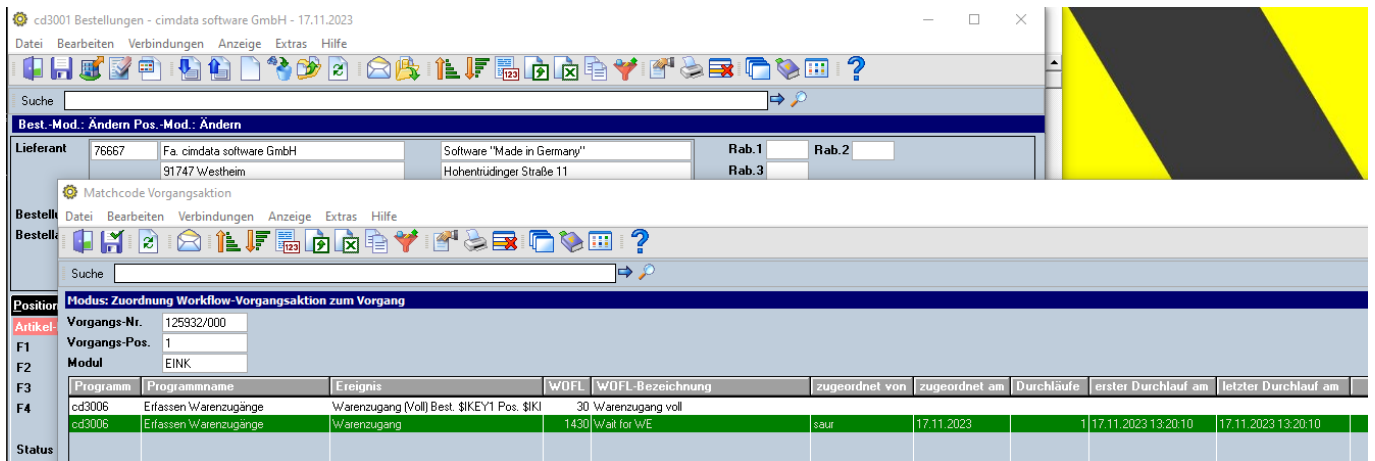 cd3001 Bestellungen - cimdata software GmbH - 17.11.2023
Datei Bearbeiten Verbindungen Anzeige Extras Hilfe
Suche
Best.-Mod.: Ändern Pos.-Mod.: Ändern
Lieferant 76667 Fa. cimdata software GmbH Software "Made in Germany" Rab.1 Rab.2
91747 Westheim Hohentrüdinger Straße 11 Rab.3
Matchcode Vorgangsaktion
Datei Bearbeiten Verbindungen Anzeige Extras Hilfe
Suche
Modus: Zuordnung Workflow-Vorgangsaktion zum Vorgang
Vorgangs-Nr. 125932/000
Vorgangs-Pos. 1
Modul EINK
Programm Programmname Ereignis WOFL WOFL-Bezeichnung zugeordnet von zugeordnet am Durchläufe erster Durchlauf am letzter Durchlauf am
cd3006 Erfassen Warenzugänge Warenzugang (Voll) Best. $IKEY1 Pos. $IKI 30 Warenzugang voll
cd3006 Erfassen Warenzugänge Warenzugang 1430 Wait for WE saur 17.11.2023 1 17.11.2023 13:20:10 17.11.2023 13:20:10
Bestell
Bestell
Position
Artikel-
F1
F2
F3
F4
Status